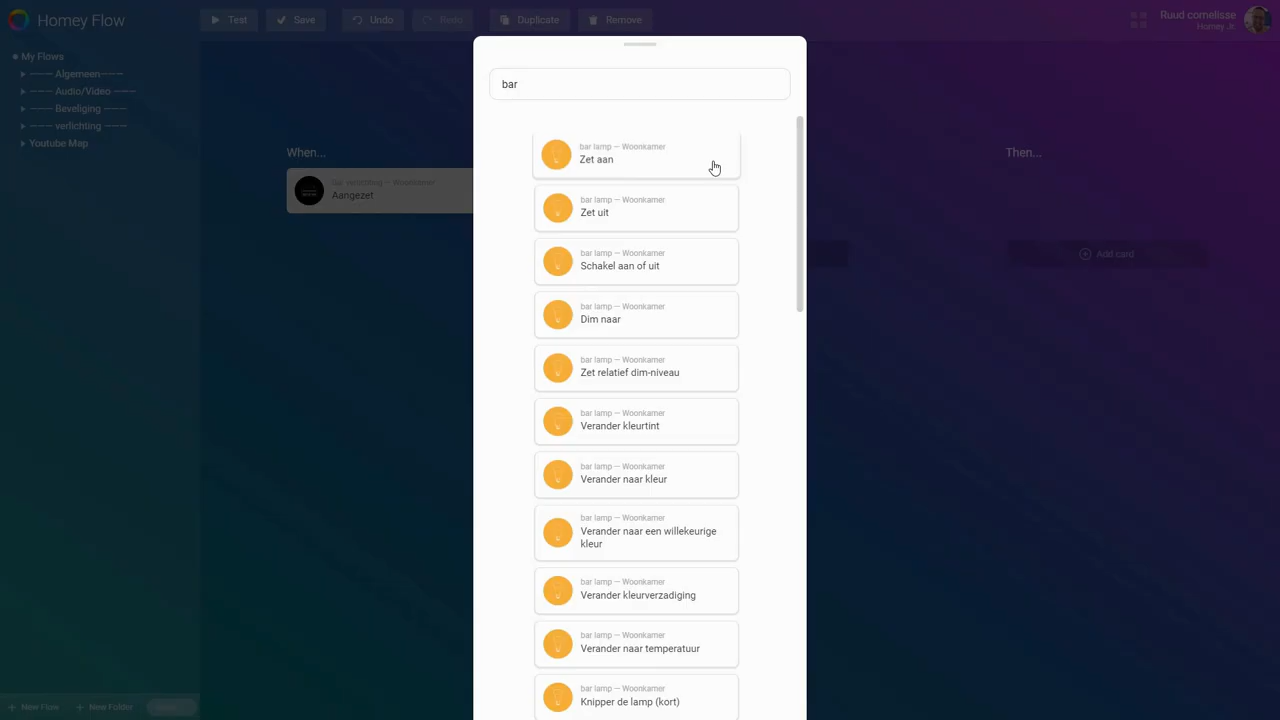 Homey Flow
Test
Save
Undo
Redo
Duplicate
Remove
Ruud cornelisse
Homey Jr.
My Flows
----- Algemeen-----
----- Audio/Video -----
----- Beveliging -----
----- verlichting -----
Youtube Map
When...
Bar verlichting — Woonkamer
Aangezet
bar
bar lamp — Woonkamer
Zet aan
bar lamp — Woonkamer
Zet uit
bar lamp — Woonkamer
Schakel aan of uit
bar lamp — Woonkamer
Dim naar
bar lamp — Woonkamer
Zet relatief dim-niveau
bar lamp — Woonkamer
Verander kleurtint
bar lamp — Woonkamer
Verander naar kleur
bar lamp — Woonkamer
Verander naar een willekeurige
kleur
bar lamp — Woonkamer
Verander kleurverzadiging
bar lamp — Woonkamer
Verander naar temperatuur
bar lamp — Woonkamer
Knipper de lamp (kort)
Then...
Add card
New Flow
New Folder